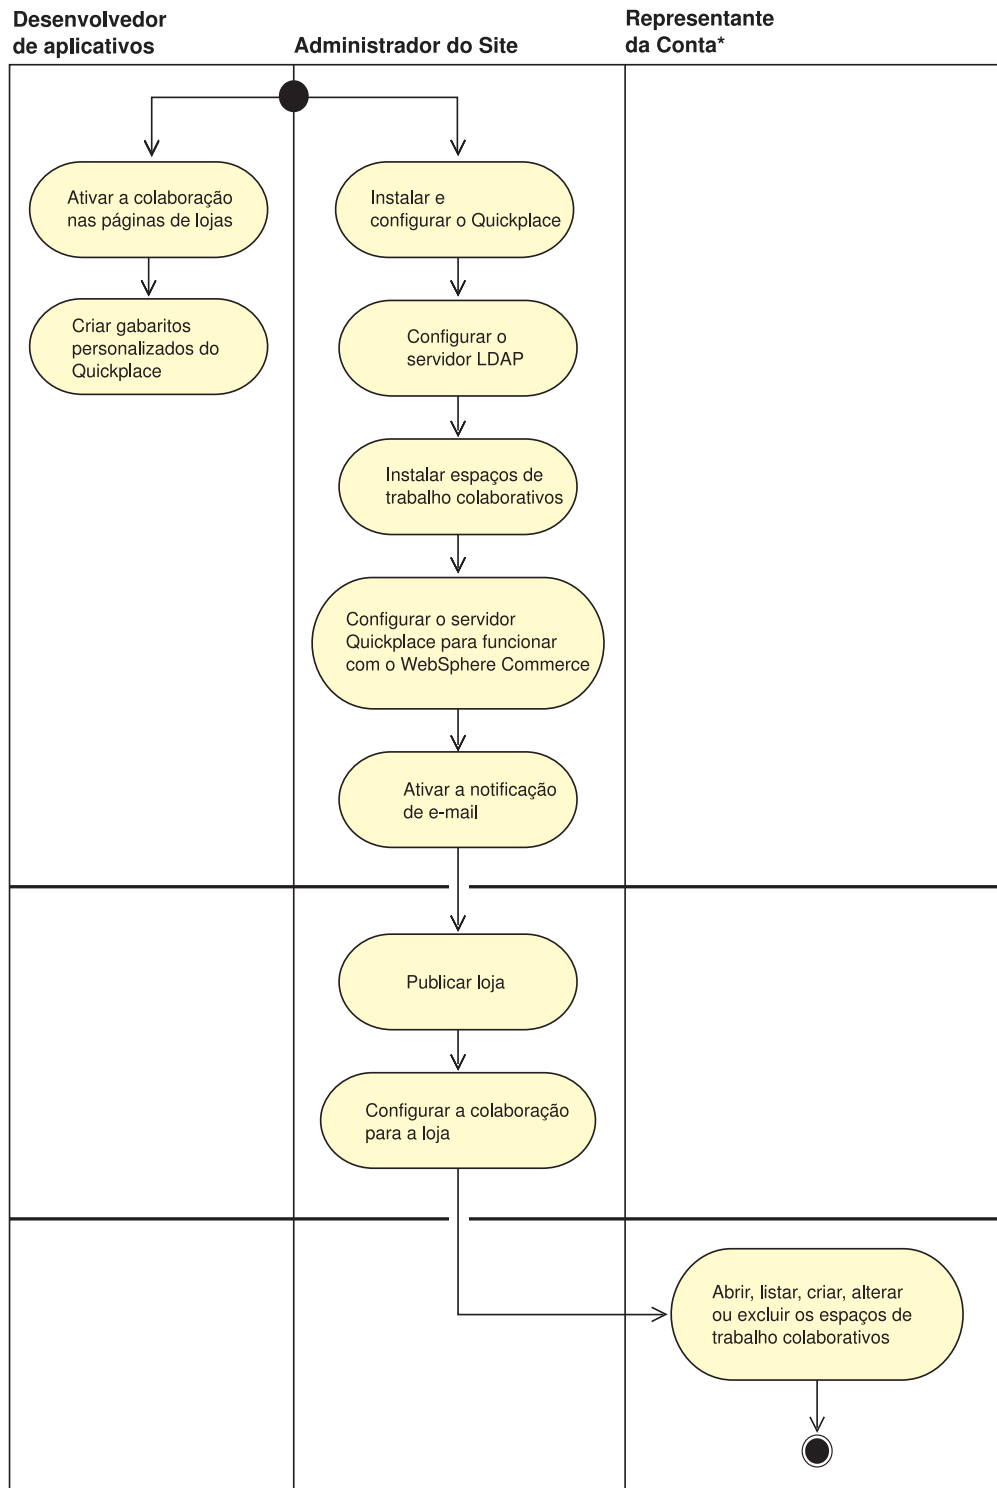 Desenvolvedor
de aplicativos
Administrador do Site
Representante
da Conta*
Ativar a colaboração
nas páginas de lojas
Instalar e
configurar o Quickplace
Criar gabaritos
personalizados do
Quickplace
Configurar o
servidor LDAP
Instalar espaços de
trabalho colaborativos
Configurar o servidor
Quickplace para funcionar
com o WebSphere Commerce
Ativar a notificação
de e-mail
Publicar loja
Configurar a colaboração
para a loja
Abrir, listar, criar, alterar
ou excluir os espaços de
trabalho colaborativos